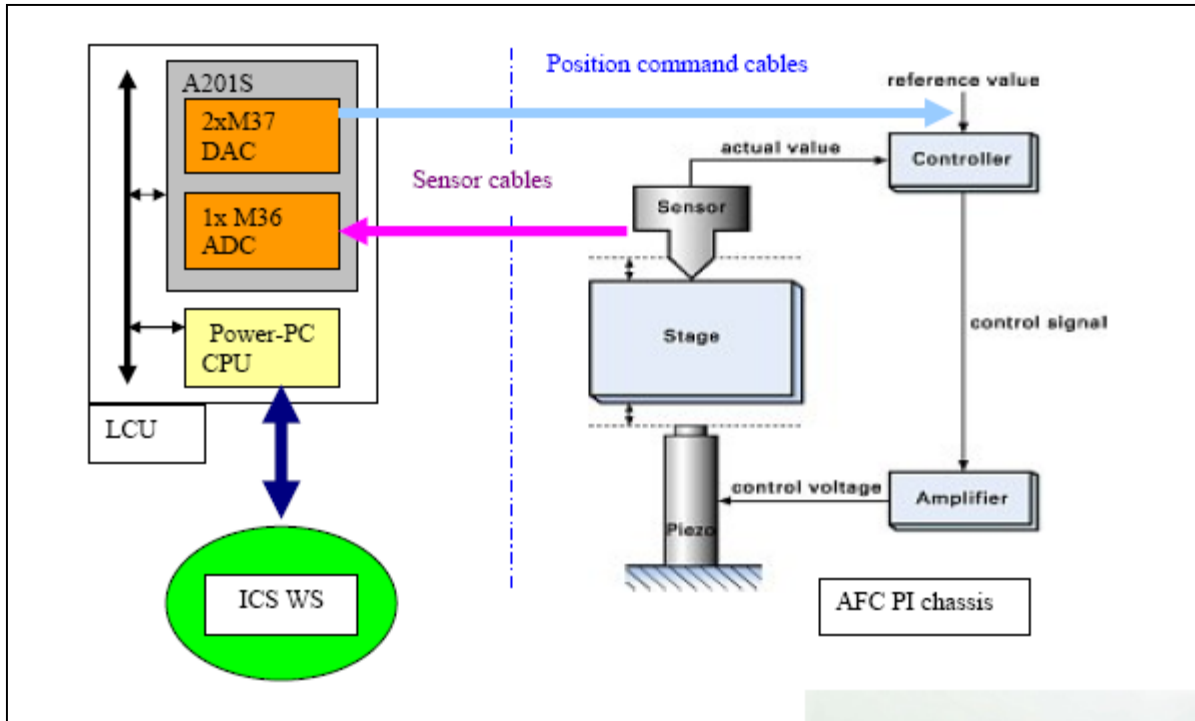 A201S
2xM37
DAC
1x M36
ADC
Power-PC
CPU
LCU
ICS WS
Position command cables
Sensor cables
reference value
actual value
Controller
Sensor
Stage
control signal
control voltage
Amplifier
Piezo
AFC PI chassis